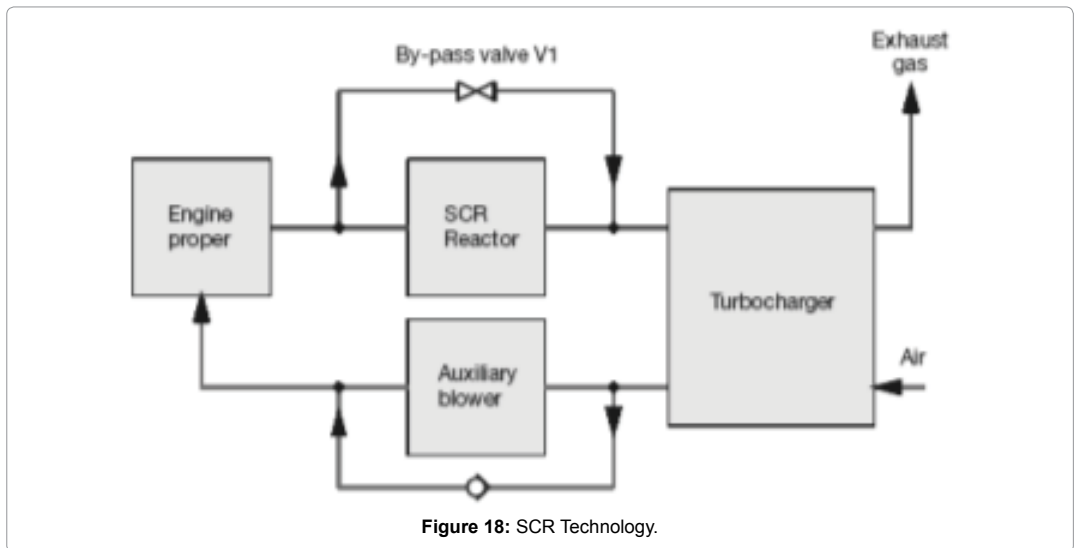 By-pass valve V1
Exhaust
gas
Engine
proper
SCR
Reactor
Turbocharger
Air
Auxiliary
blower
Figure 18: SCR Technology.